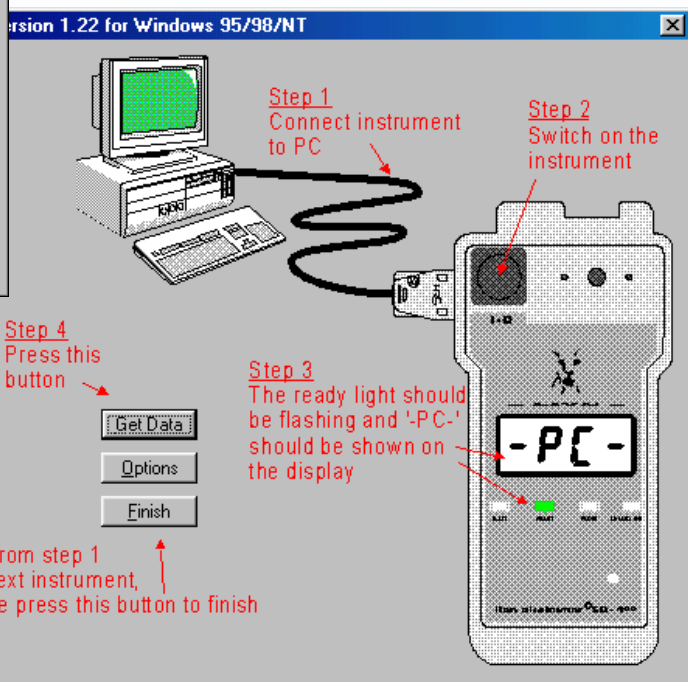 rsion 1.22 for Windows 95/98/NT
Step 1
Connect instrument
to PC
Step 2
Switch on the
instrument
Step 4
Press this
button
Step 3
The ready light should
be flashing and '-PC-'
should be shown on
the display
-PC-
Get Data
Options
Finish
rom step 1
ext instrument,
e press this button to finish